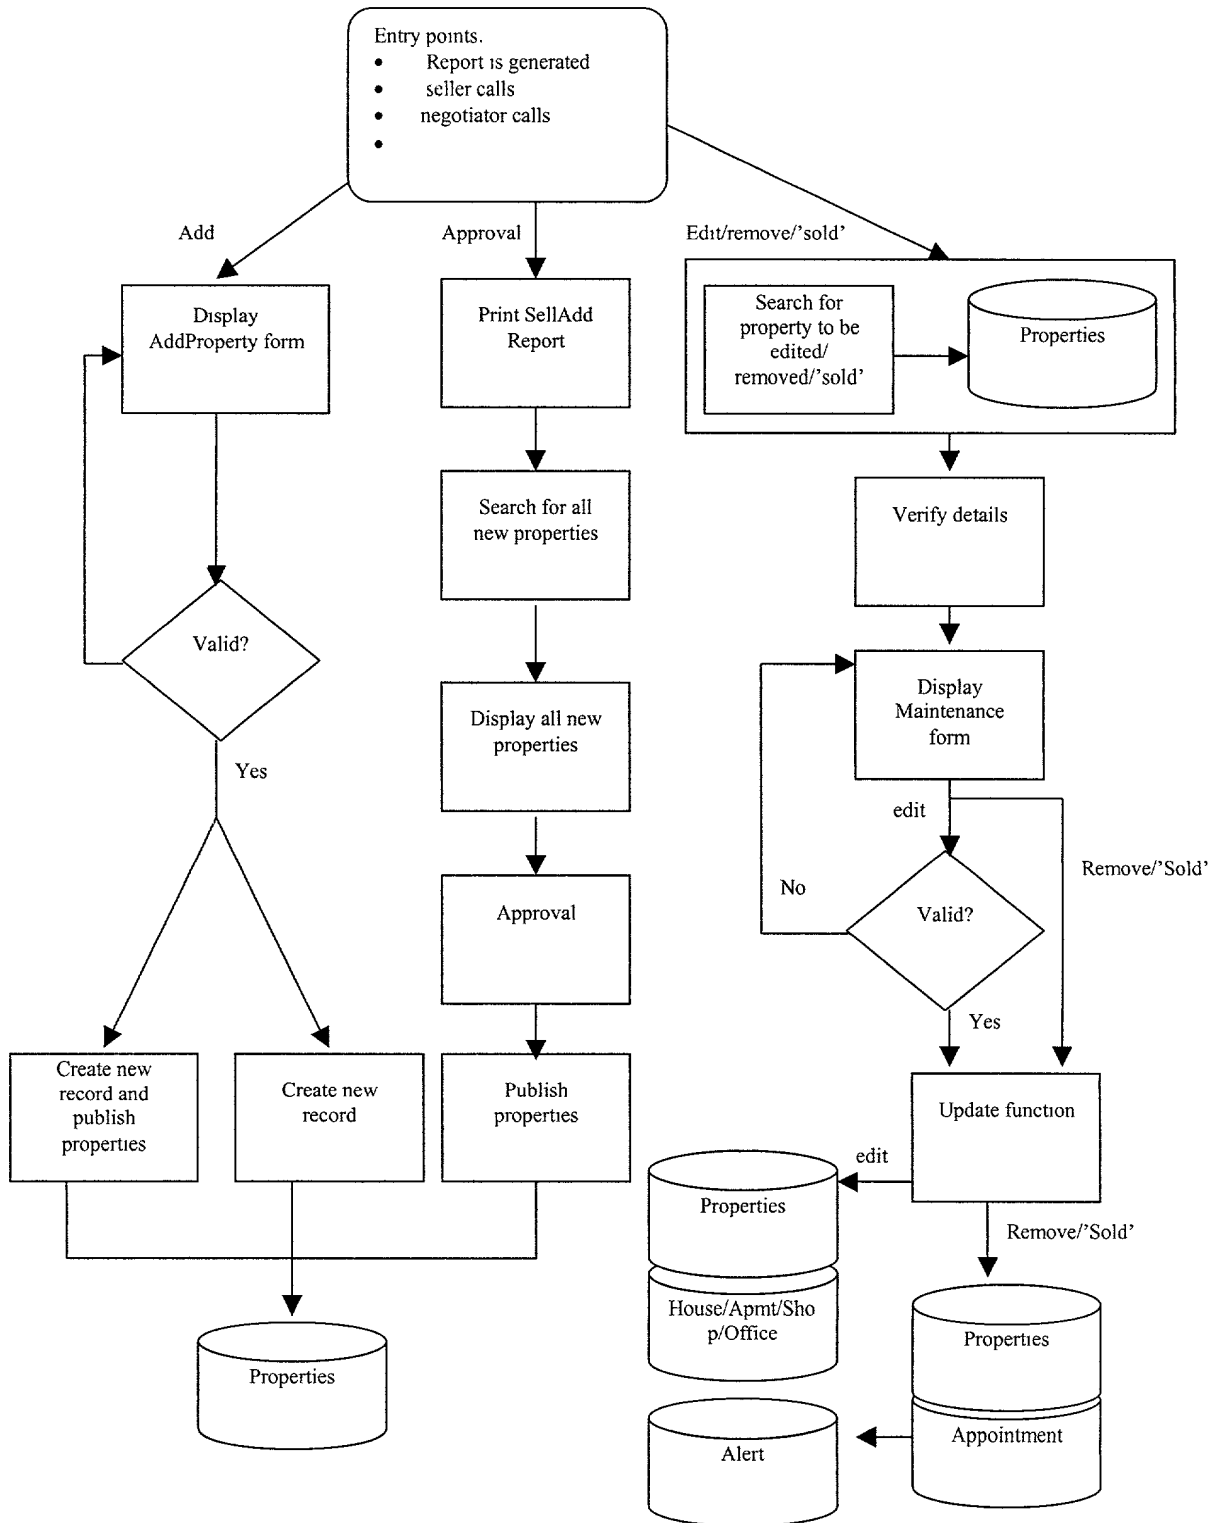 Entry points.
• Report is generated
• seller calls
• negotiator calls
•
Add
Approval
Edit/remove/’sold’
Display
AddProperty form
Print SellAdd
Report
Search for
property to be
edited/
removed/’sold’
Properties
Search for all
new properties
Verify details
Valid?
Display all new
properties
Display
Maintenance
form
Yes
edit
Remove/’Sold’
No
Approval
Valid?
Yes
Create new
record and
publish
properties
Create new
record
Publish
properties
Update function
edit
Properties
Remove/’Sold’
House/Apmt/Sho
p/Office
Properties
Properties
Appointment
Alert